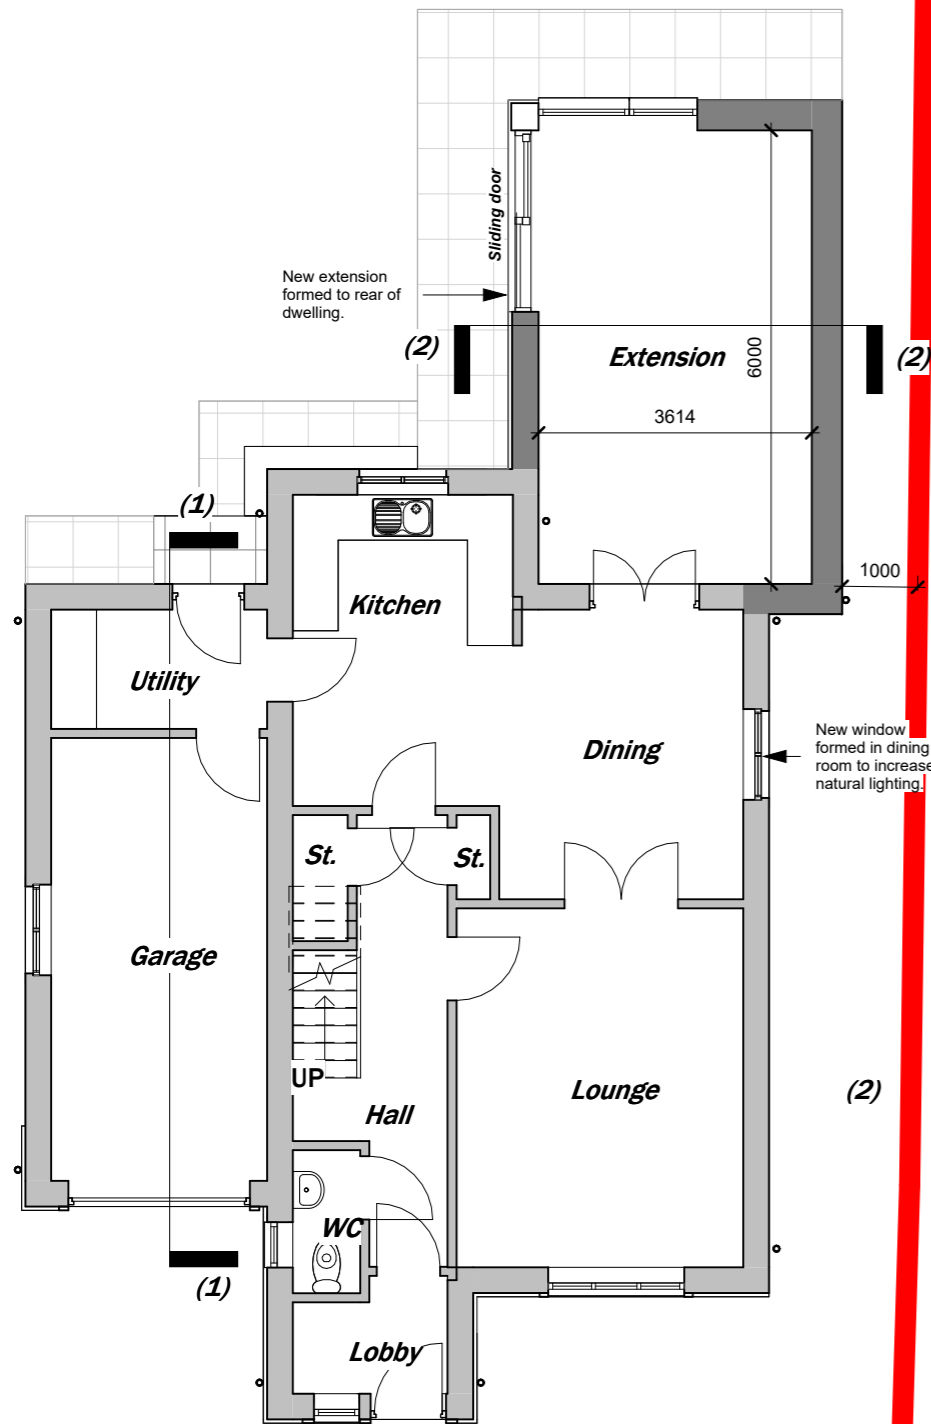 Sliding door
New extension
formed to rear of
dwelling.
(2)
Extension
6000
(2)
3614
(1)
1000
Kitchen
Utility
New window
formed in dining
room to increase
natural lighting.
Dining
St.
St.
Garage
UP
Lounge
(2)
Hall
WC
(1)
Lobby